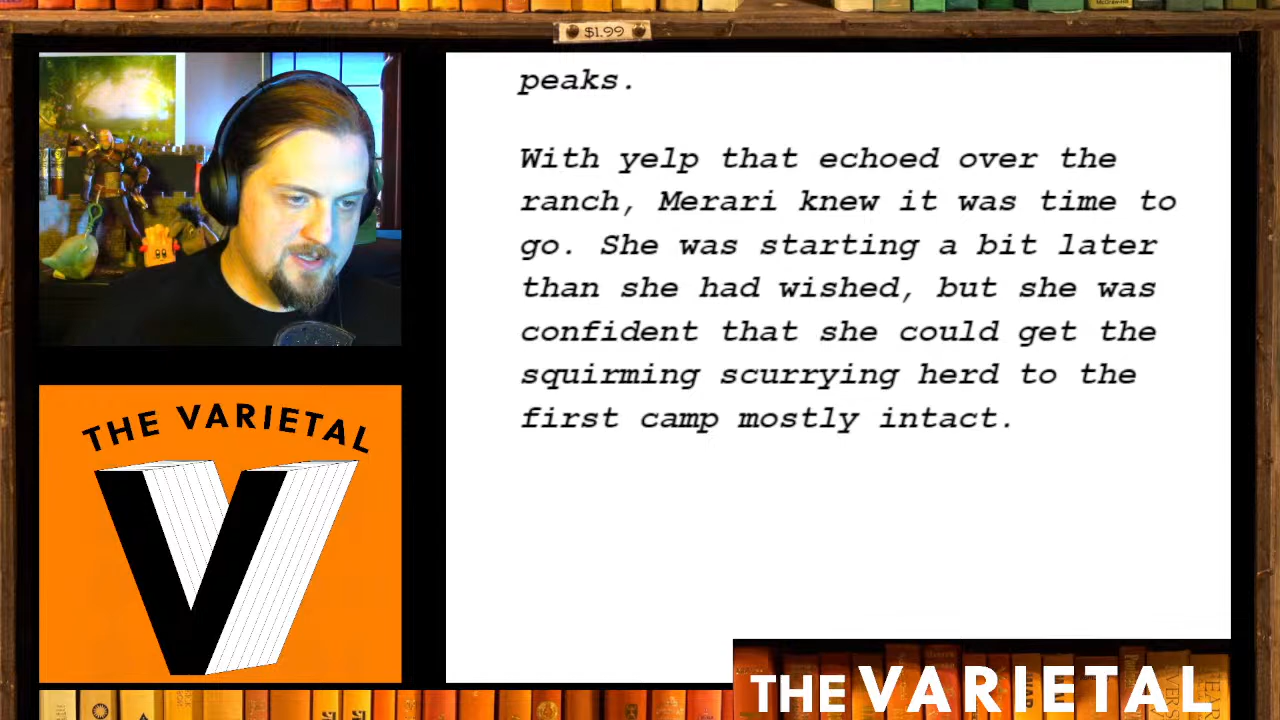 $1.99
peaks.
With yelp that echoed over the
ranch, Merari knew it was time to
go. She was starting a bit later
than she had wished, but she was
confident that she could get the
squirming scurrying herd to the
first camp mostly intact.
THE VARIETAL
THE VARIETAL